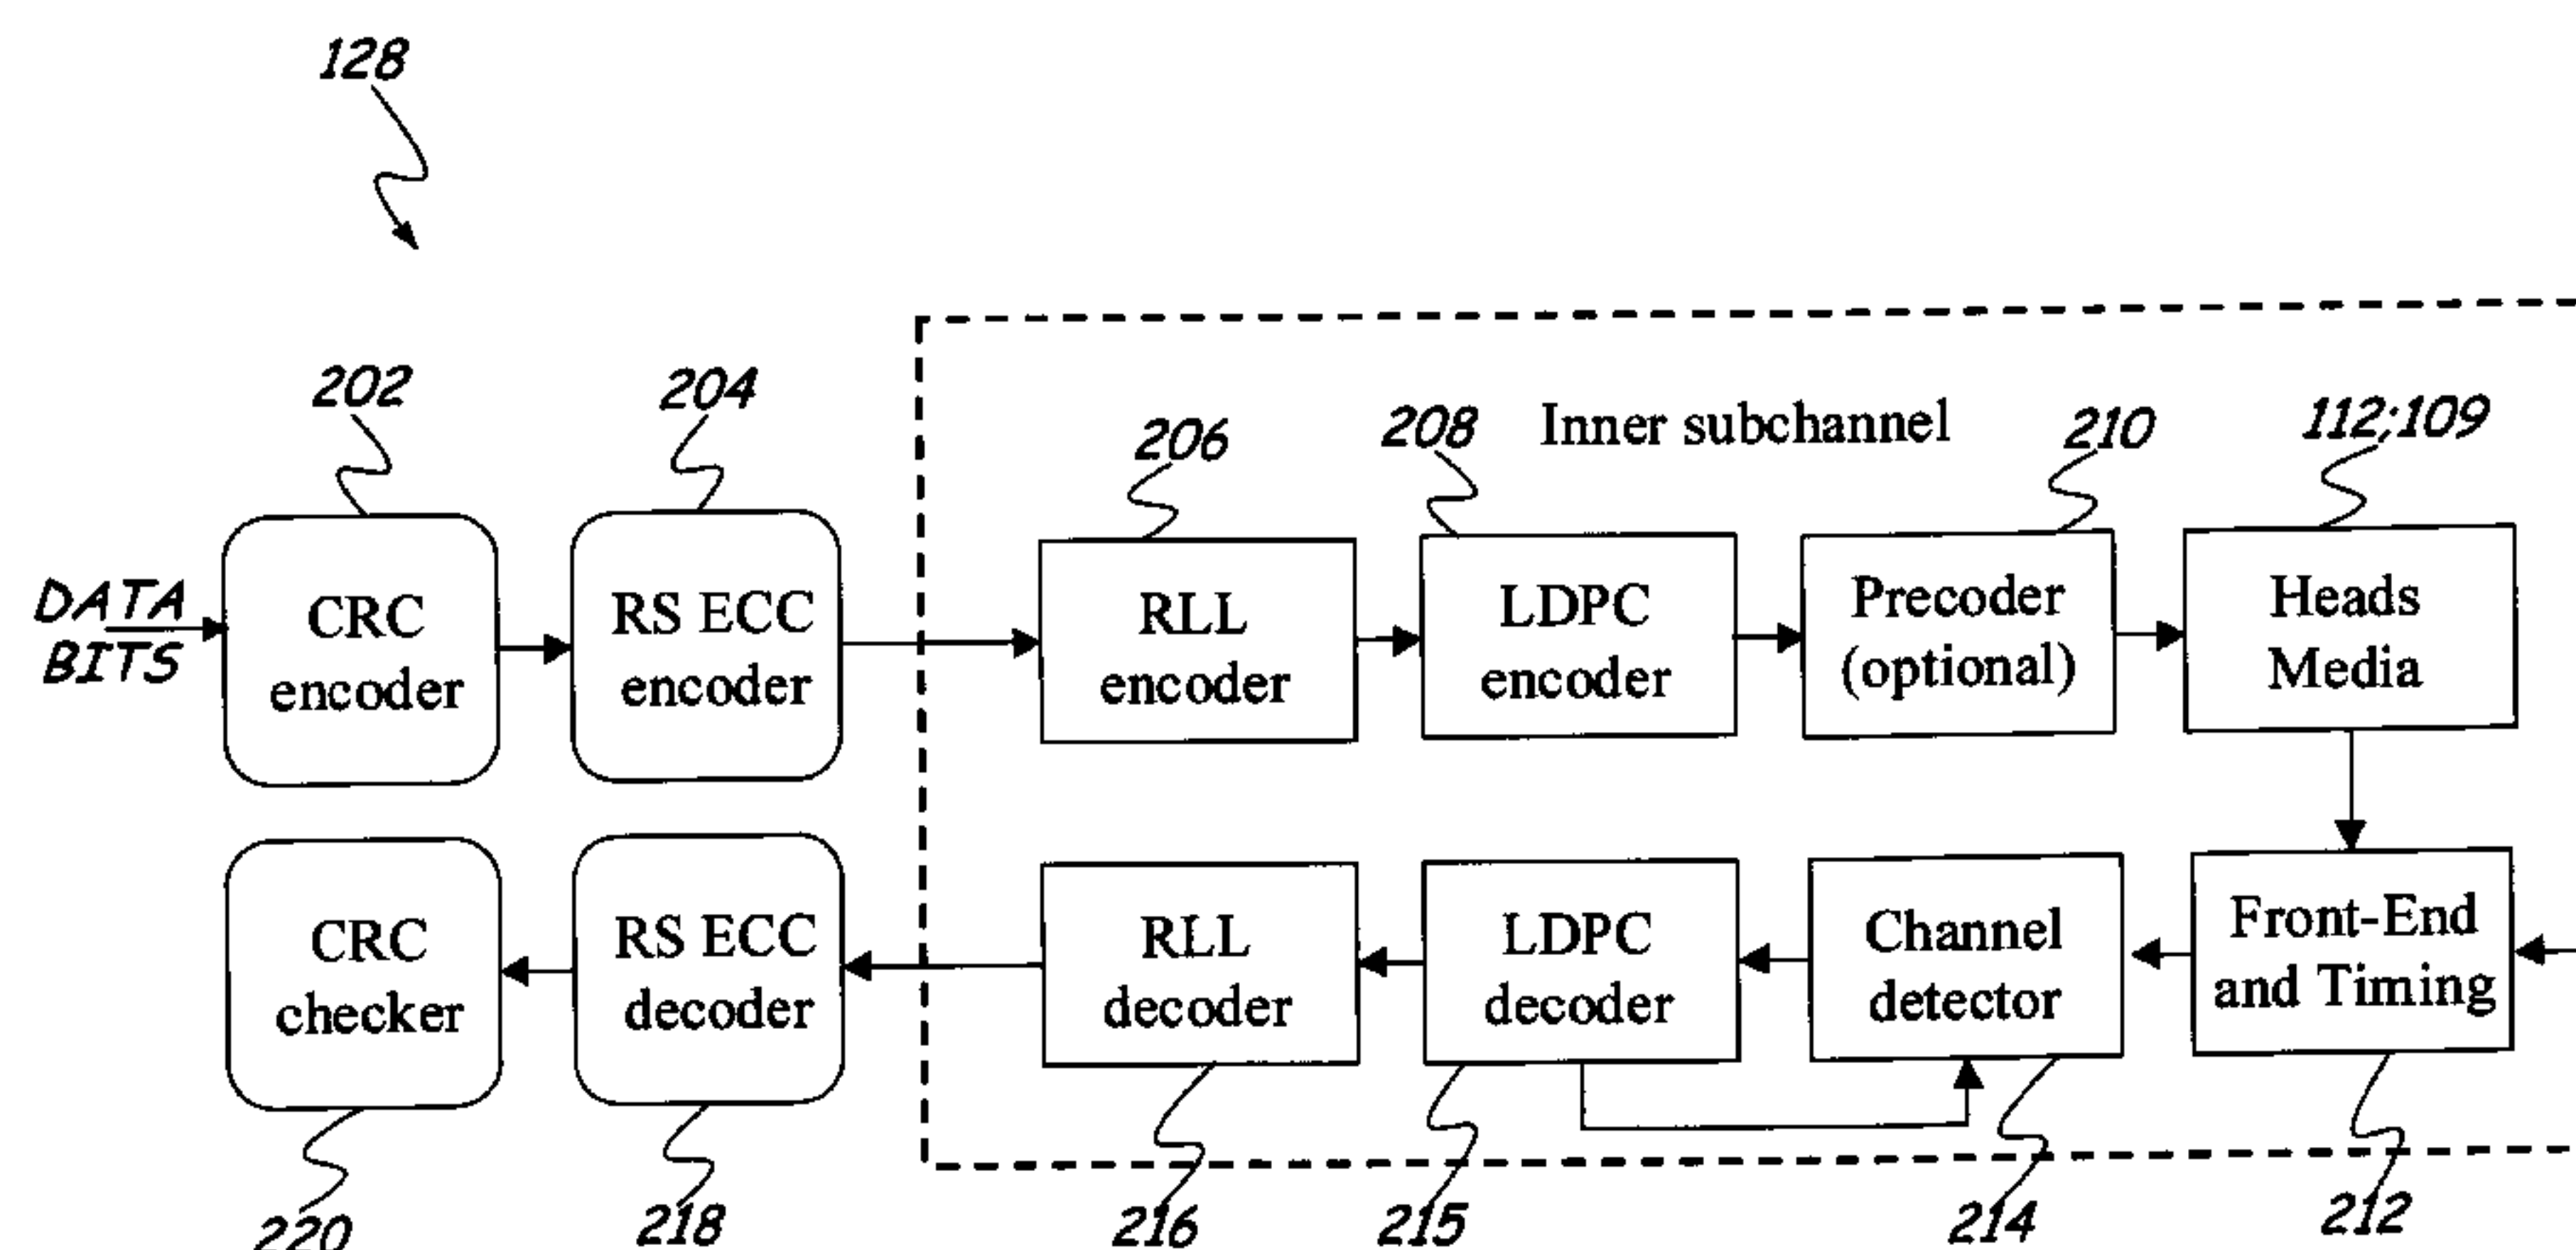 128
202
204
206
208
Inner subchannel
210
112;109
DATA
BITS
CRC
encoder
RS ECC
encoder
RLL
encoder
LDPC
encoder
Precoder
(optional)
Heads
Media
CRC
checker
RS ECC
decoder
RLL
decoder
LDPC
decoder
Channel
detector
Front-End
and Timing
220
218
216
215
214
212